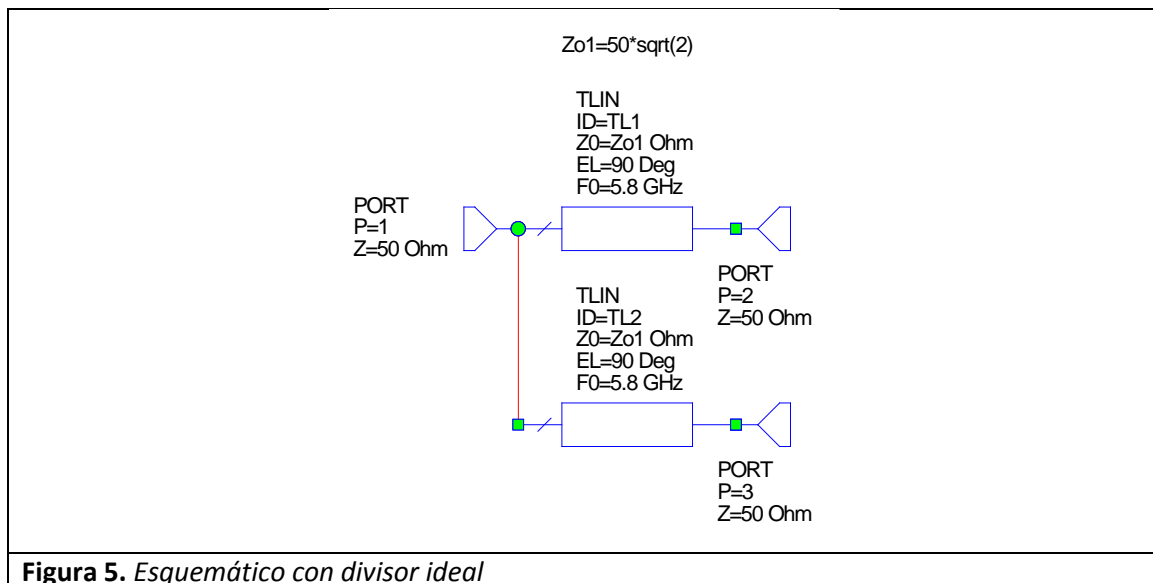 Zo1=50*sqrt(2)
TLIN
ID=TL1
Z0=Zo1 Ohm
EL=90 Deg
F0=5.8 GHz
PORT
P=1
Z=50 Ohm
PORT
P=2
Z=50 Ohm
TLIN
ID=TL2
Z0=Zo1 Ohm
EL=90 Deg
F0=5.8 GHz
PORT
P=3
Z=50 Ohm
Figura 5. Esquemático con divisor ideal